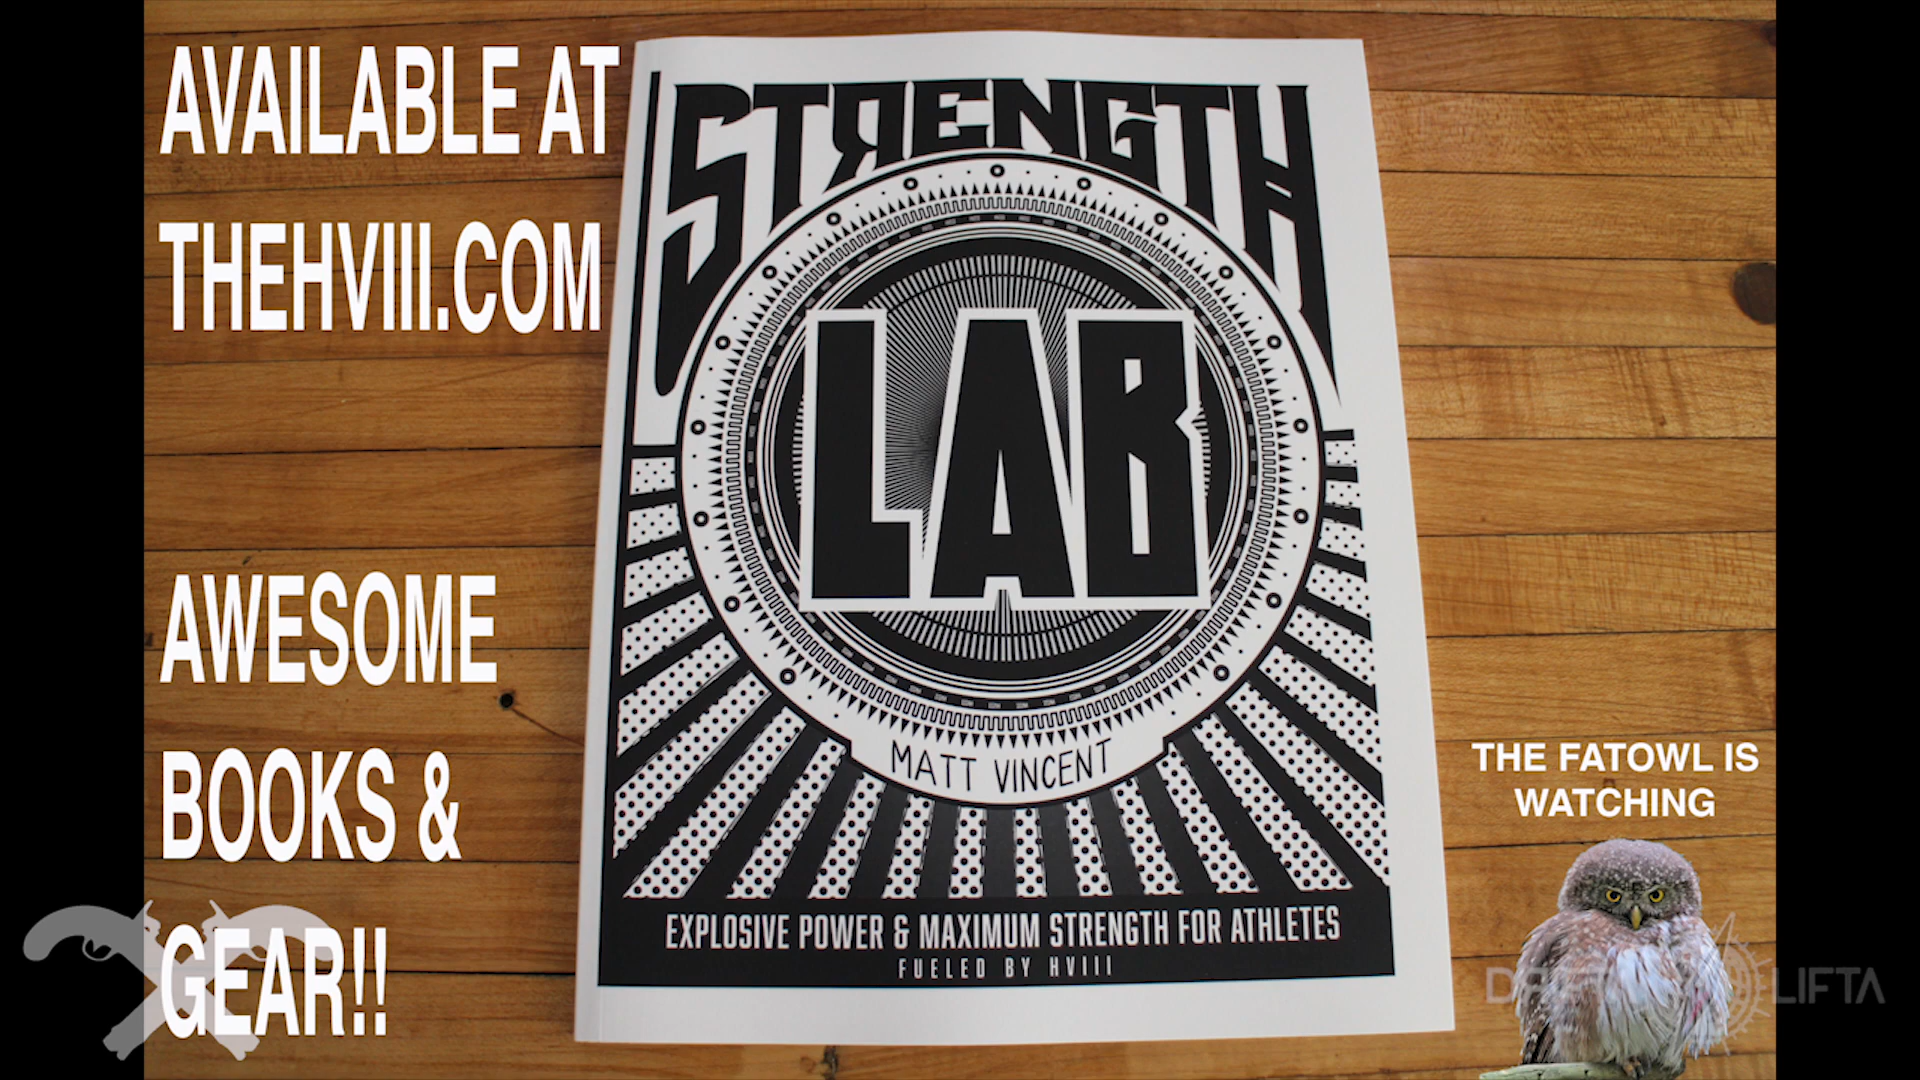 AVAILABLE AT
THEHVIII.COM
AWESOME
BOOKS &
GEAR!!
STRENGTH
LAB
MATT VINCENT
EXPLOSIVE POWER & MAXIMUM STRENGTH FOR ATHLETES
FUELED BY HVIII
THE FATOWL IS
WATCHING
LIFTA